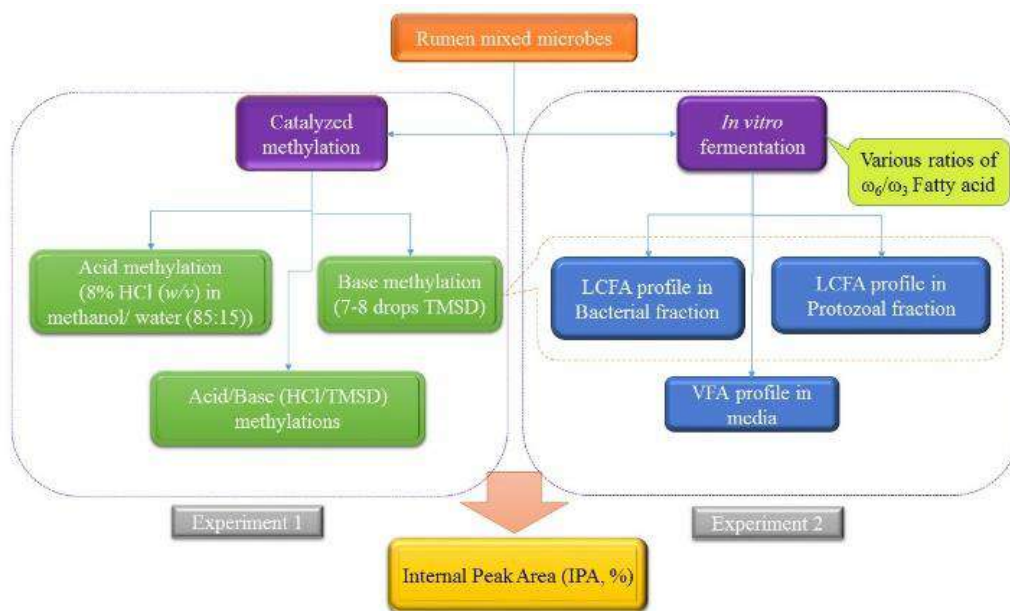 Rumen mixed microbes
Catalyzed
methylation
In vitro
fermentation
Various ratios of
ω₆/ω₃ Fatty acid
Acid methylation
(8% HCl (w/v) in
methanol/ water (85:15))
Base methylation
(7-8 drops TMSD)
LCFA profile in
Bacterial fraction
LCFA profile in
Protozoal fraction
Acid/Base (HCl/TMSD)
methylations
VFA profile in
media
Experiment 1
Experiment 2
Internal Peak Area (IPA, %)